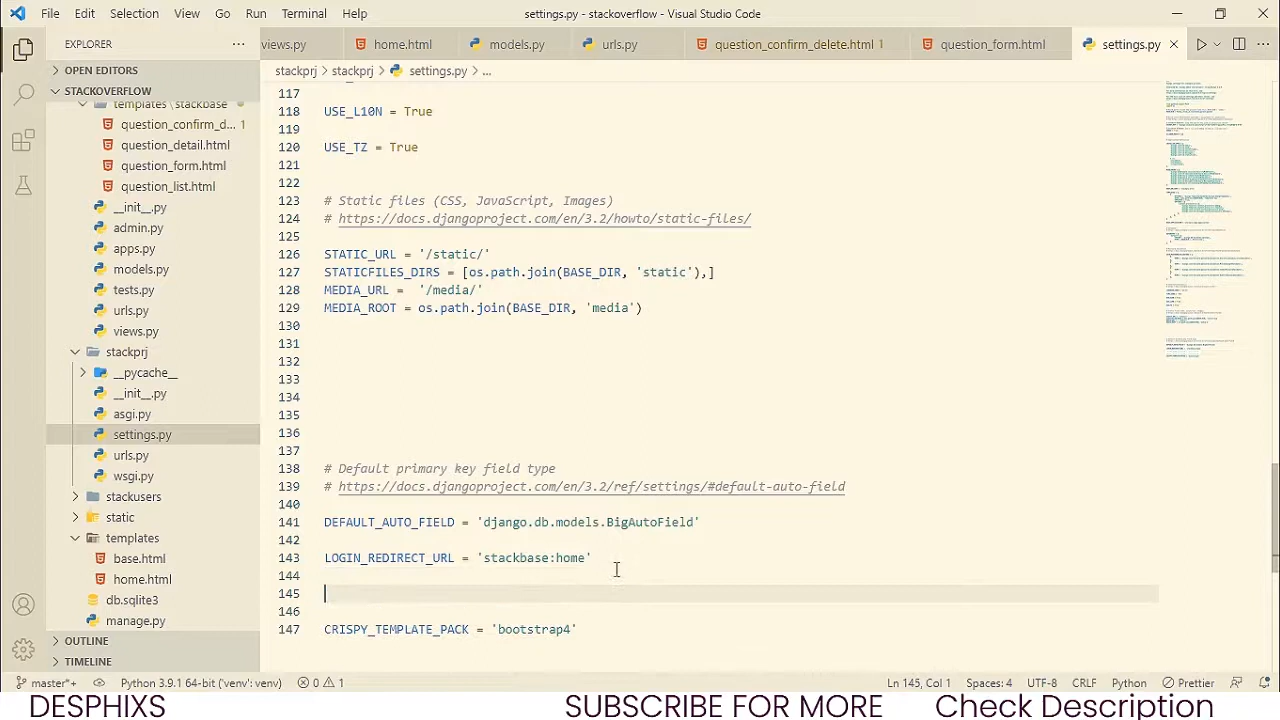 File Edit Selection View Go Run Terminal Help settings.py - stackoverflow - Visual Studio Code
EXPLORER
views.py home.html models.py urls.py question_confirm_delete.html 1 question_form.html settings.py
OPEN EDITORS
STACKOVERFLOW
templates \ stackbase
question_confirm_d... 1
question_detail.html
question_form.html
question_list.html
__init__.py
admin.py
apps.py
models.py
tests.py
urls.py
views.py
stackprj
__pycache__
__init__.py
asgi.py
settings.py
urls.py
wsgi.py
stackusers
static
templates
base.html
home.html
db.sqlite3
manage.py
OUTLINE
TIMELINE
stackprj > stackprj > settings.py > ...
117
118 USE_L10N = True
119
120 USE_TZ = True
121
122
123 # Static files (CSS, JavaScript, Images)
124 # https://docs.djangoproject.com/en/3.2/howto/static-files/
125
126 STATIC_URL = '/static/'
127 STATICFILES_DIRS = [os.path.join(BASE_DIR, 'static'),]
128 MEDIA_URL = '/media/'
129 MEDIA_ROOT = os.path.join(BASE_DIR, 'media')
130
131
132
133
134
135
136
137
138 # Default primary key field type
139 # https://docs.djangoproject.com/en/3.2/ref/settings/#default-auto-field
140
141 DEFAULT_AUTO_FIELD = 'django.db.models.BigAutoField'
142
143 LOGIN_REDIRECT_URL = 'stackbase:home'
144
145
146
147 CRISPY_TEMPLATE_PACK = 'bootstrap4'
master*+ Python 3.9.1 64-bit ('venv': venv) 0 1 Ln 145, Col 1 Spaces: 4 UTF-8 CRLF Python Prettier
DESPHIXS SUBSCRIBE FOR MORE Check Description